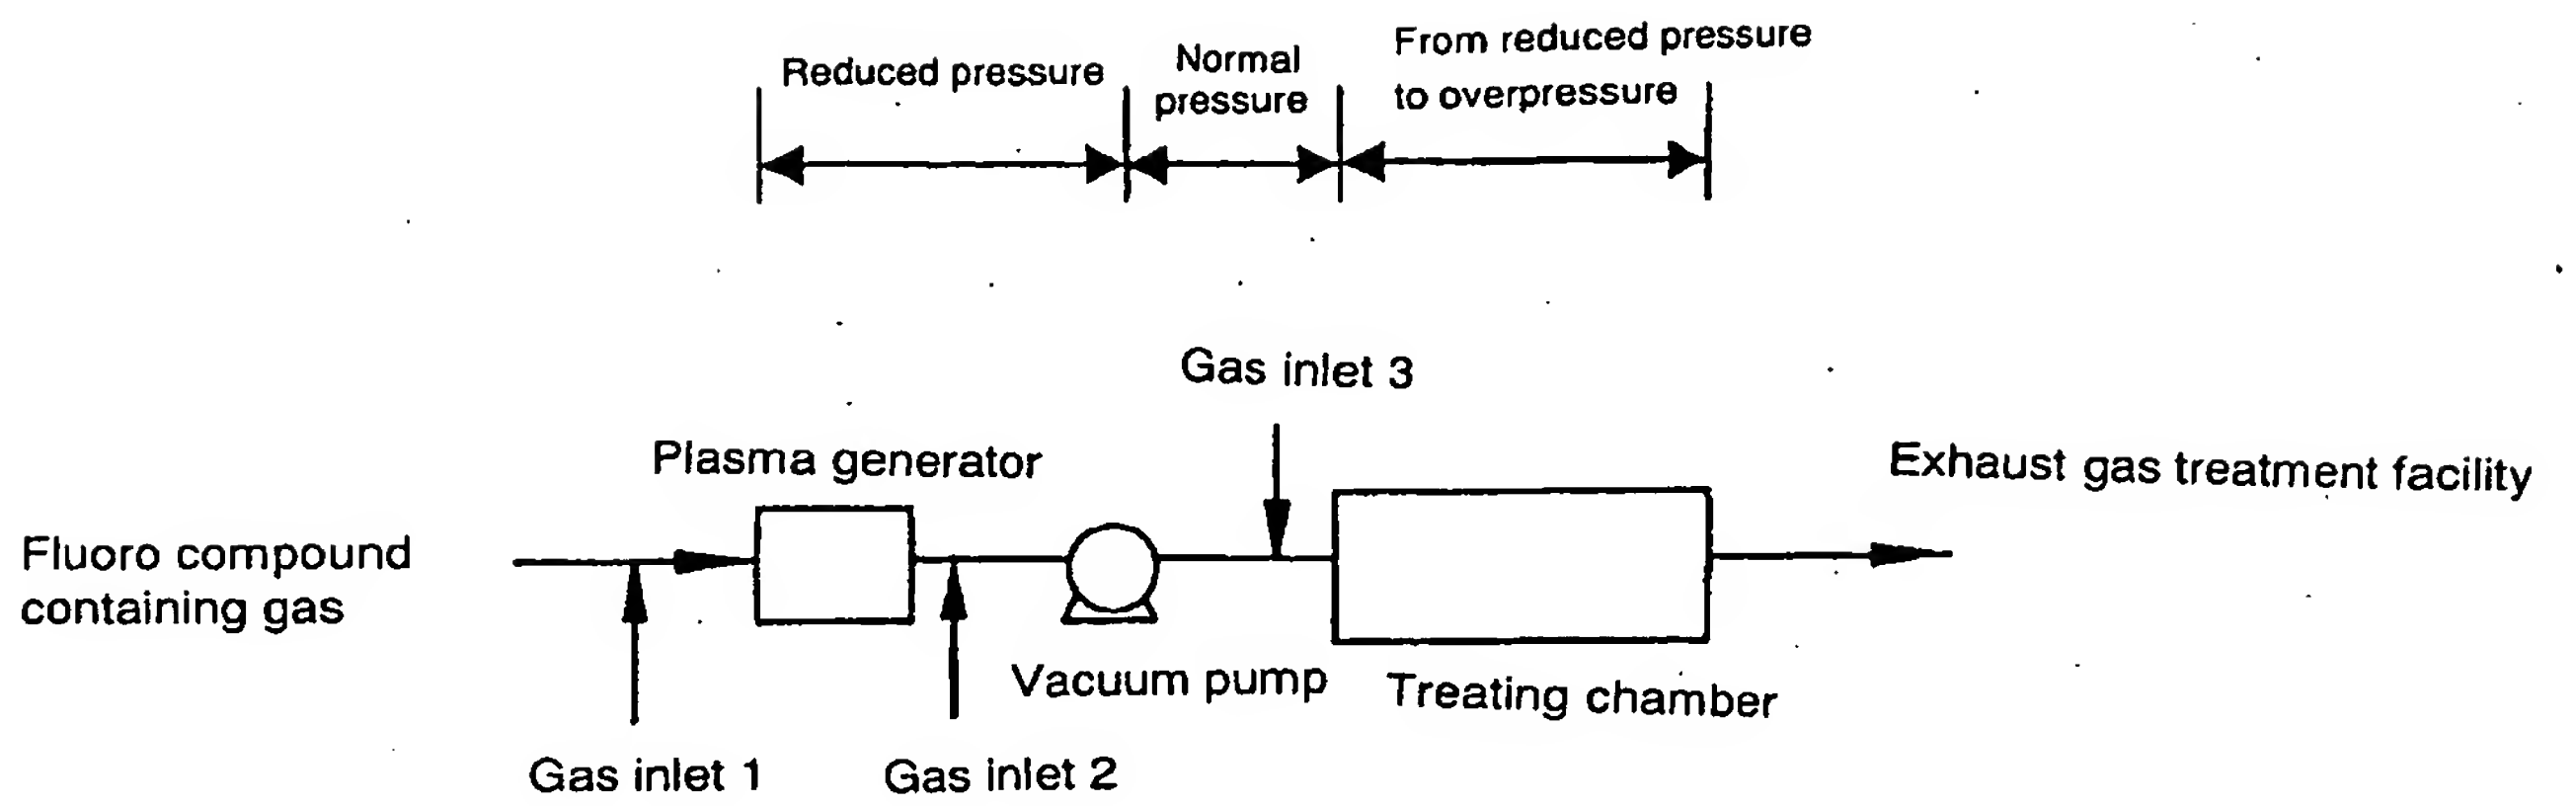 Reduced pressure
Normal
pressure
From reduced pressure
to overpressure
Gas inlet 3
Plasma generator
Exhaust gas treatment facility
Fluoro compound
containing gas
Vacuum pump
Treating chamber
Gas inlet 1
Gas inlet 2